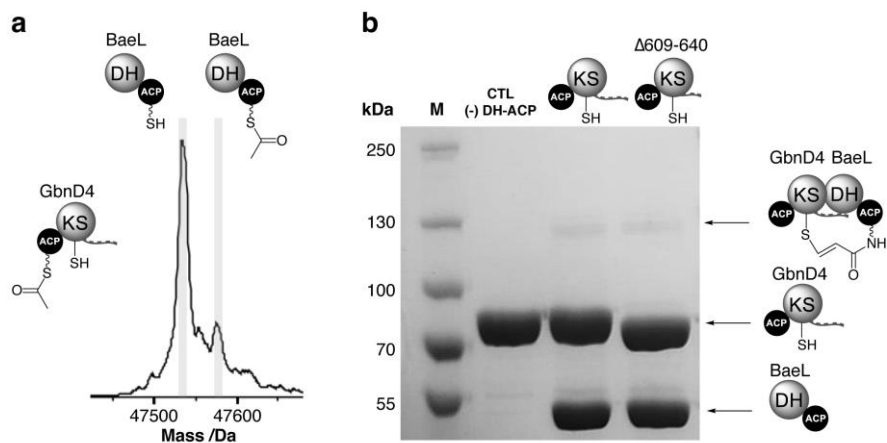 a
BaeL
BaeL
DH
ACP
SH
DH
ACP
S
O
GbnD4
KS
ACP
SH
S
O
47500
47600
Mass /Da
b
Δ609-640
KS
ACP
SH
KS
ACP
SH
kDa
M
CTL
(-) DH-ACP
250
130
100
70
55
GbnD4 BaeL
KS
DH
ACP
ACP
S
NH
O
GbnD4
KS
ACP
SH
BaeL
DH
ACP